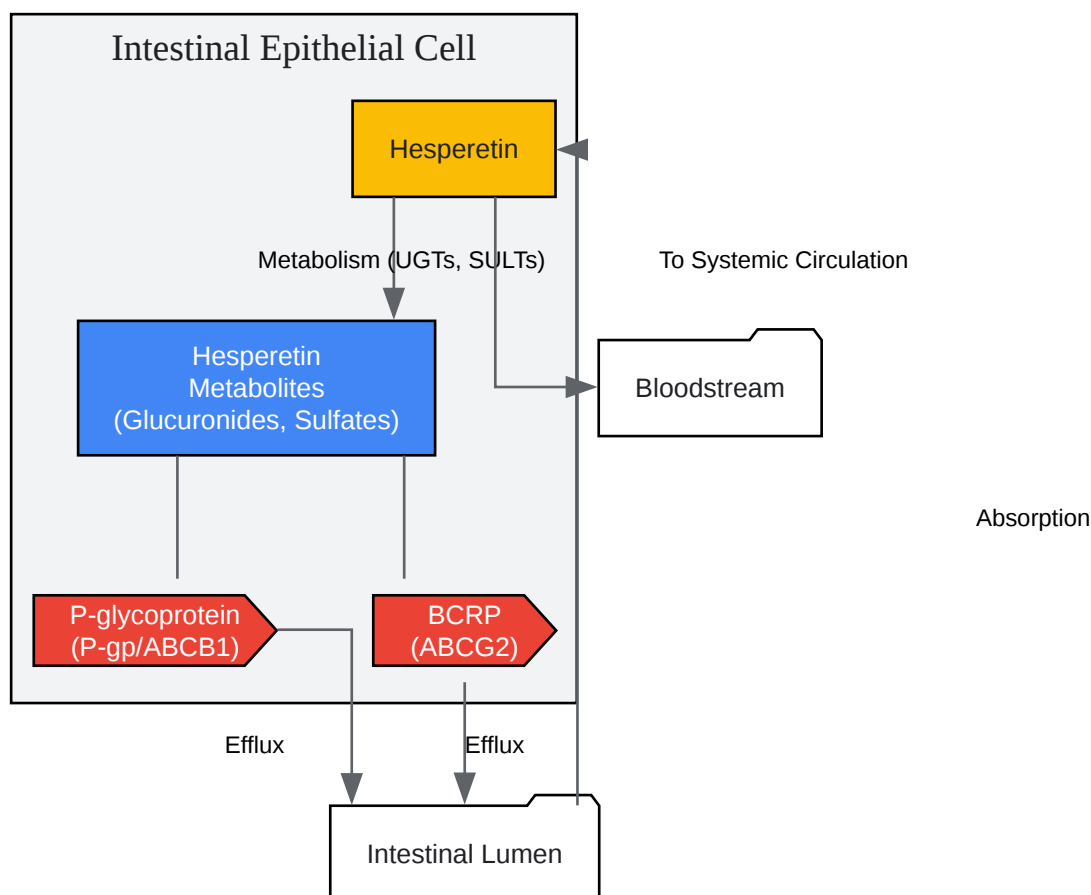 Intestinal Epithelial Cell
Hesperetin
Metabolism (UGTs, SULTs)
To Systemic Circulation
Hesperetin
Metabolites
(Glucuronides, Sulfates)
Bloodstream
Absorption
P-glycoprotein
(P-gp/ABCB1)
BCRP
(ABCG2)
Efflux
Efflux
Intestinal Lumen